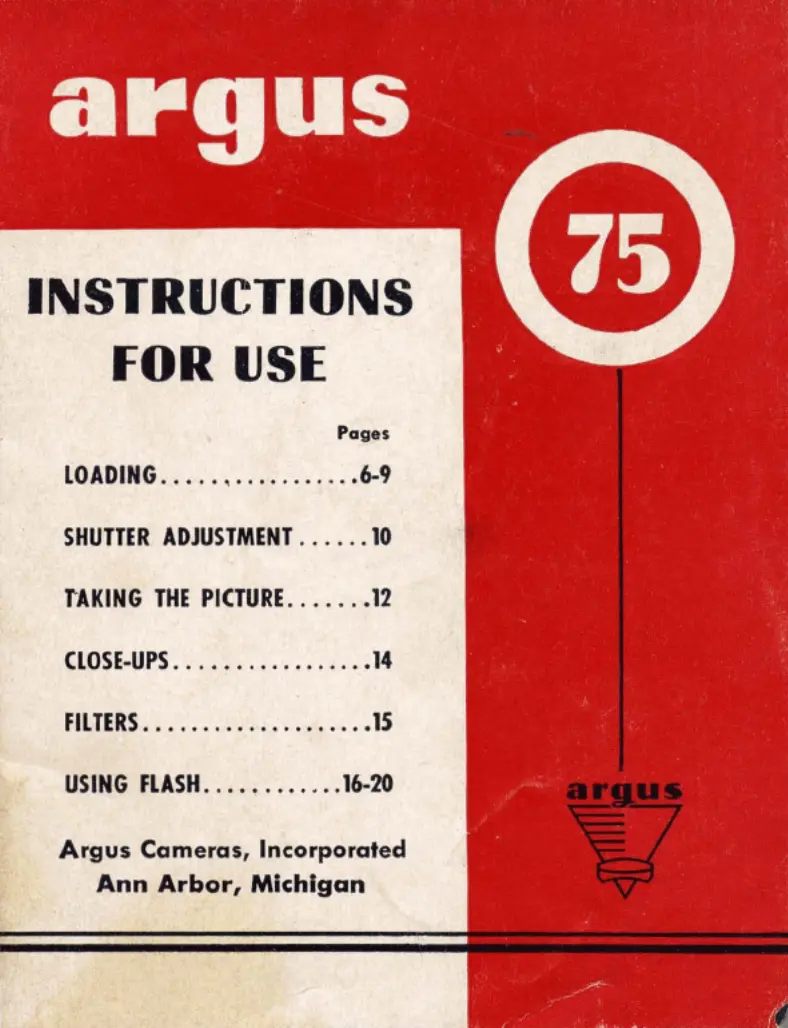 argus
75
INSTRUCTIONS
FOR USE
Pages
LOADING.................6-9
SHUTTER ADJUSTMENT......10
TAKING THE PICTURE.......12
CLOSE-UPS.................14
FILTERS....................15
USING FLASH............16-20
Argus Cameras, Incorporated
Ann Arbor, Michigan
argus